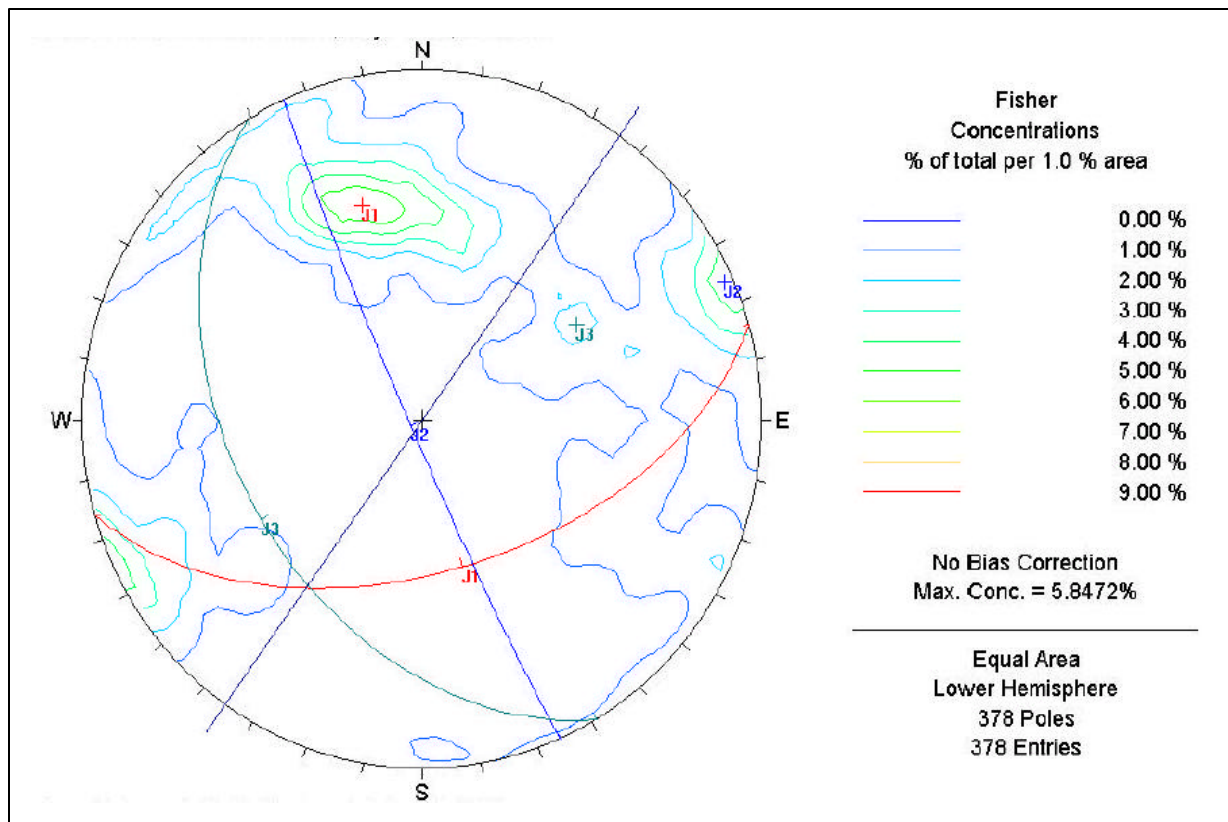 N
J1
J2
J3
W
E
J2
J3
J1
S
Fisher
Concentrations
% of total per 1.0 % area
0.00 %
1.00 %
2.00 %
3.00 %
4.00 %
5.00 %
6.00 %
7.00 %
8.00 %
9.00 %
No Bias Correction
Max. Conc. = 5.8472%
Equal Area
Lower Hemisphere
378 Poles
378 Entries